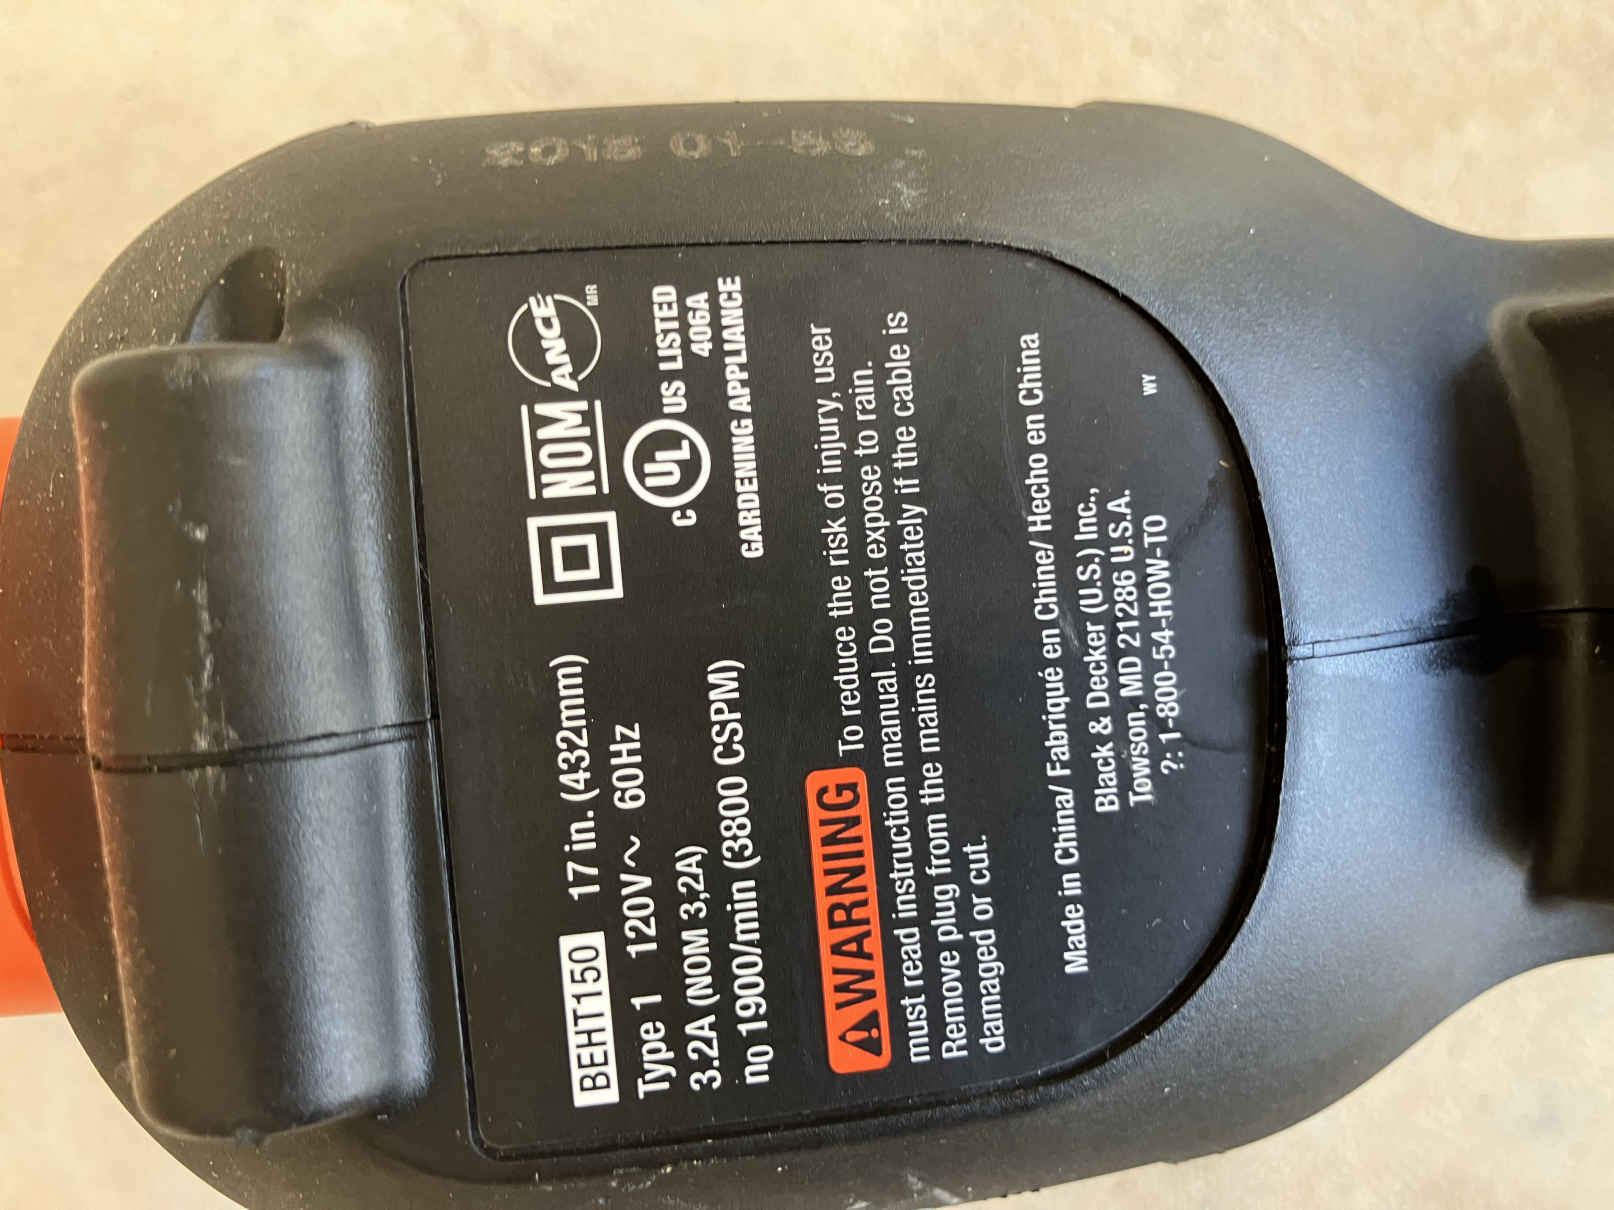 BEHT150 17 in. (432mm)
Type 1 120V~ 60Hz
3.2A (NOM 3,2A)
no 1900/min (3800 CSPM)
NOM ANCE MR
C UL US LISTED
406A
GARDENING APPLIANCE
WARNING To reduce the risk of injury, user
must read instruction manual. Do not expose to rain.
Remove plug from the mains immediately if the cable is
damaged or cut.
Made in China/ Fabriqué en Chine/ Hecho en China
Black & Decker (U.S.) Inc.,
Towson, MD 21286 U.S.A.
?: 1-800-54-HOW-TO
WY